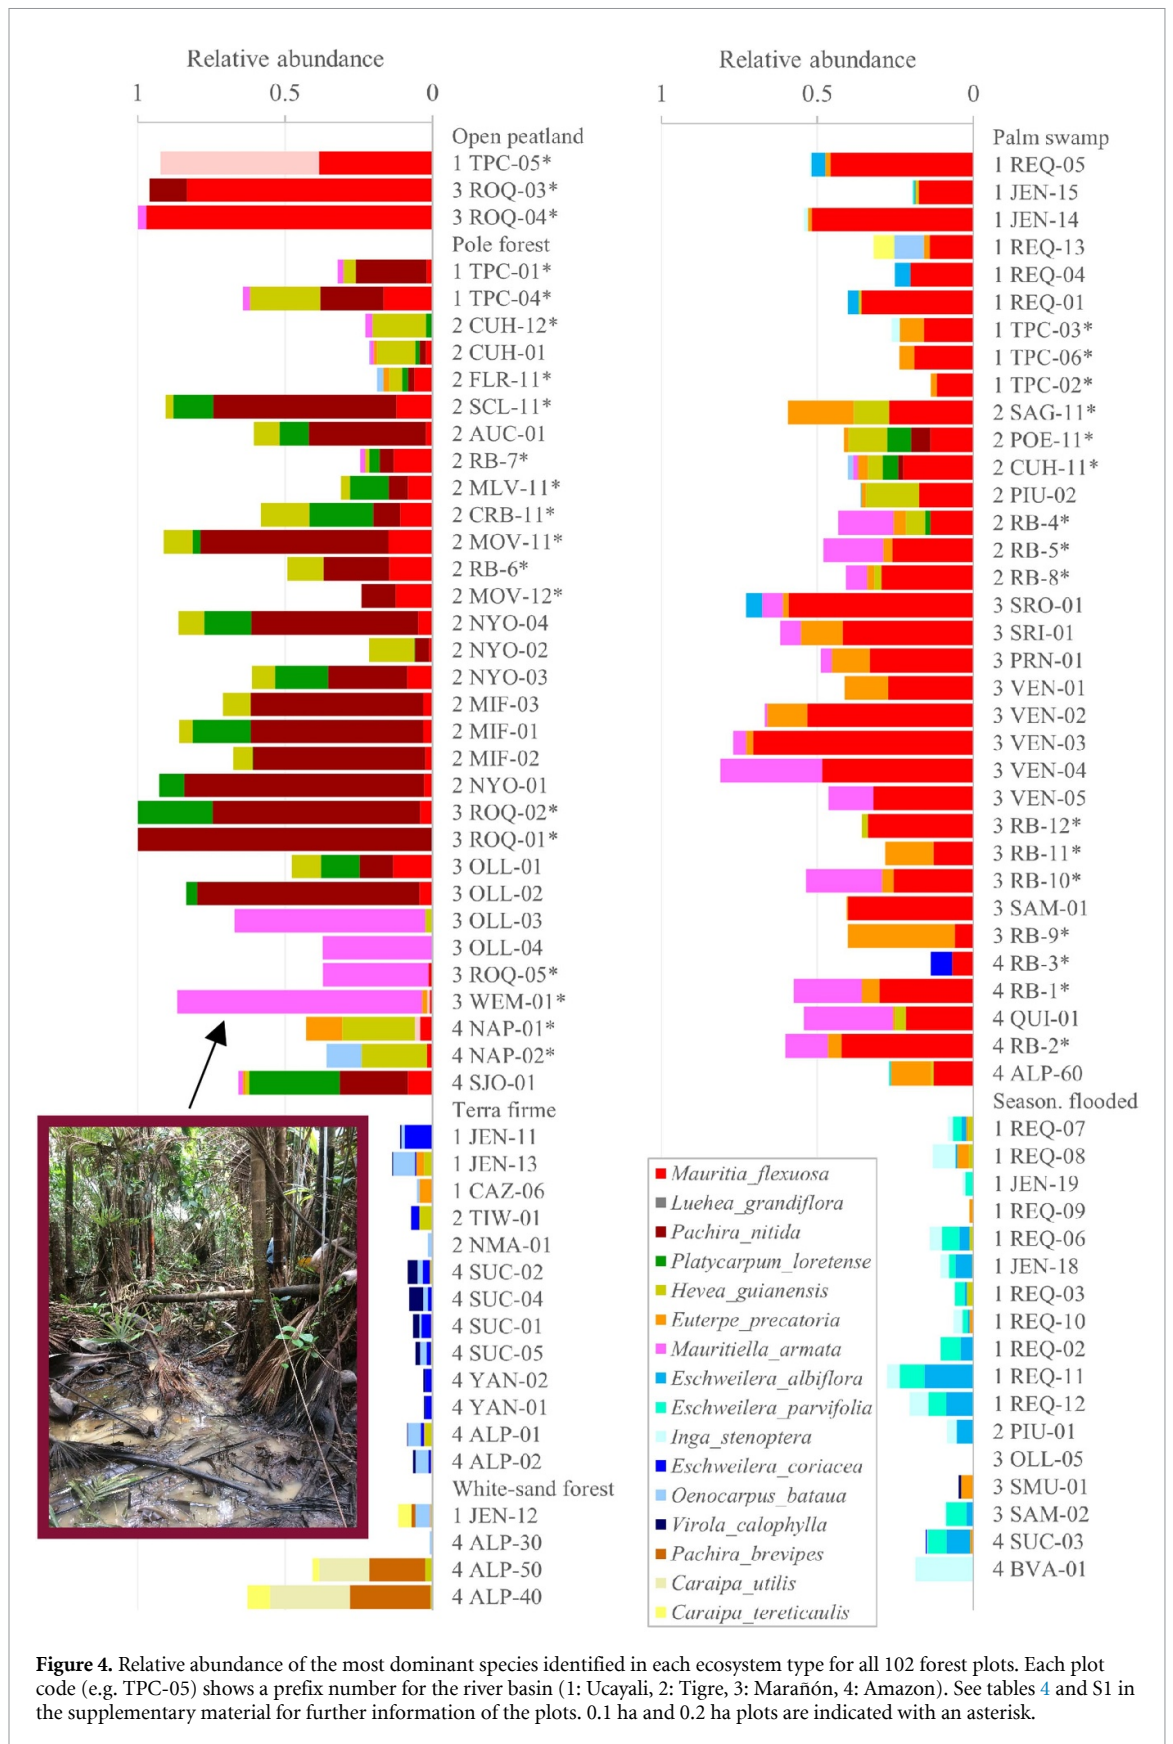 Relative abundance
1 0.5 0
Open peatland
1 TPC-05*
3 ROQ-03*
3 ROQ-04*
Pole forest
1 TPC-01*
1 TPC-04*
2 CUH-12*
2 CUH-01
2 FLR-11*
2 SCL-11*
2 AUC-01
2 RB-7*
2 MLV-11*
2 CRB-11*
2 MOV-11*
2 RB-6*
2 MOV-12*
2 NYO-04
2 NYO-02
2 NYO-03
2 MIF-03
2 MIF-01
2 MIF-02
2 NYO-01
3 ROQ-02*
3 ROQ-01*
3 OLL-01
3 OLL-02
3 OLL-03
3 OLL-04
3 ROQ-05*
3 WEM-01*
4 NAP-01*
4 NAP-02*
4 SJO-01
Terra firme
1 JEN-11
1 JEN-13
1 CAZ-06
2 TIW-01
2 NMA-01
4 SUC-02
4 SUC-04
4 SUC-01
4 SUC-05
4 YAN-02
4 YAN-01
4 ALP-01
4 ALP-02
White-sand forest
1 JEN-12
4 ALP-30
4 ALP-50
4 ALP-40
Relative abundance
1 0.5 0
Palm swamp
1 REQ-05
1 JEN-15
1 JEN-14
1 REQ-13
1 REQ-04
1 REQ-01
1 TPC-03*
1 TPC-06*
1 TPC-02*
2 SAG-11*
2 POE-11*
2 CUH-11*
2 PIU-02
2 RB-4*
2 RB-5*
2 RB-8*
3 SRO-01
3 SRI-01
3 PRN-01
3 VEN-01
3 VEN-02
3 VEN-03
3 VEN-04
3 VEN-05
3 RB-12*
3 RB-11*
3 RB-10*
3 SAM-01
3 RB-9*
4 RB-3*
4 RB-1*
4 QUI-01
4 RB-2*
4 ALP-60
Season. flooded
1 REQ-07
1 REQ-08
1 JEN-19
1 REQ-09
1 REQ-06
1 JEN-18
1 REQ-03
1 REQ-10
1 REQ-02
1 REQ-11
1 REQ-12
2 PIU-01
3 OLL-05
3 SMU-01
3 SAM-02
4 SUC-03
4 BVA-01
Mauritia_flexuosa
Luehea_grandiflora
Pachira_nitida
Platycarpum_loretense
Hevea_guianensis
Euterpe_precatoria
Mauritiella_armata
Eschweilera_albiflora
Eschweilera_parvifolia
Inga_stenoptera
Eschweilera_coriacea
Oenocarpus_bataua
Virola_calophylla
Pachira_brevipes
Caraipa_utilis
Caraipa_tereticaulis
Figure 4. Relative abundance of the most dominant species identified in each ecosystem type for all 102 forest plots. Each plot
code (e.g. TPC-05) shows a prefix number for the river basin (1: Ucayali, 2: Tigre, 3: Marañón, 4: Amazon). See tables 4 and S1 in
the supplementary material for further information of the plots. 0.1 ha and 0.2 ha plots are indicated with an asterisk.